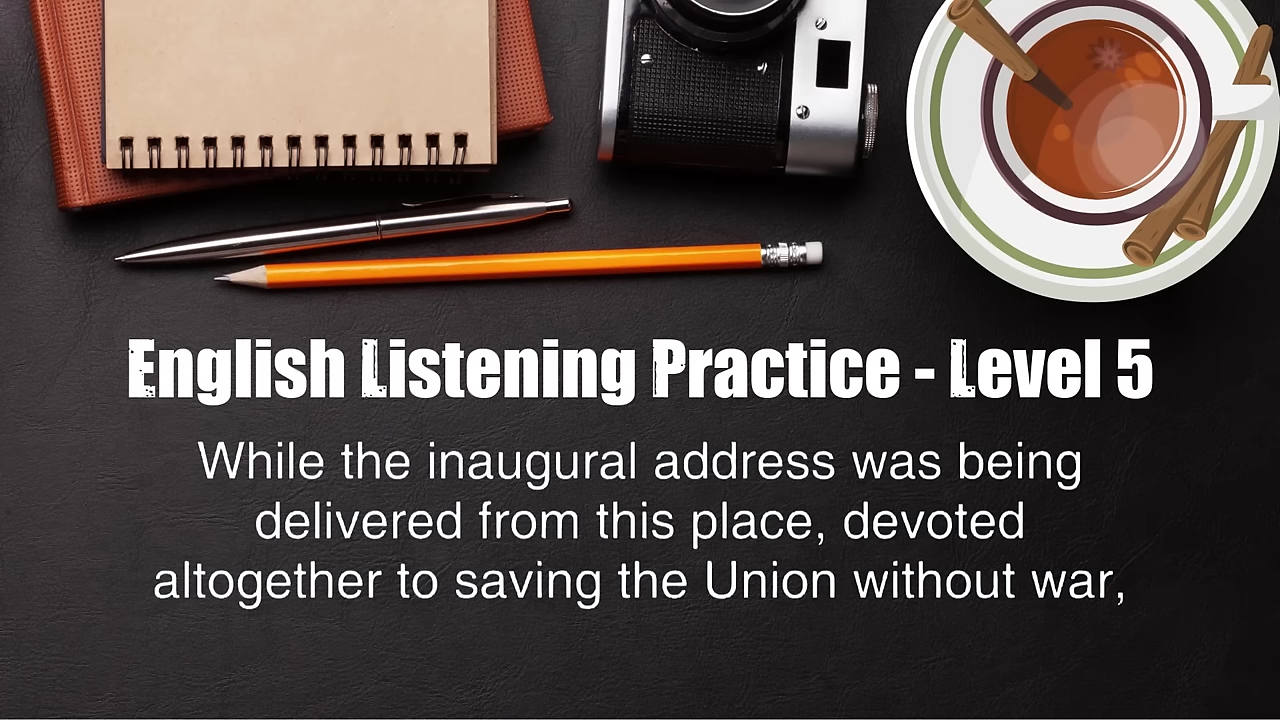 English Listening Practice - Level 5
While the inaugural address was being
delivered from this place, devoted
altogether to saving the Union without war,